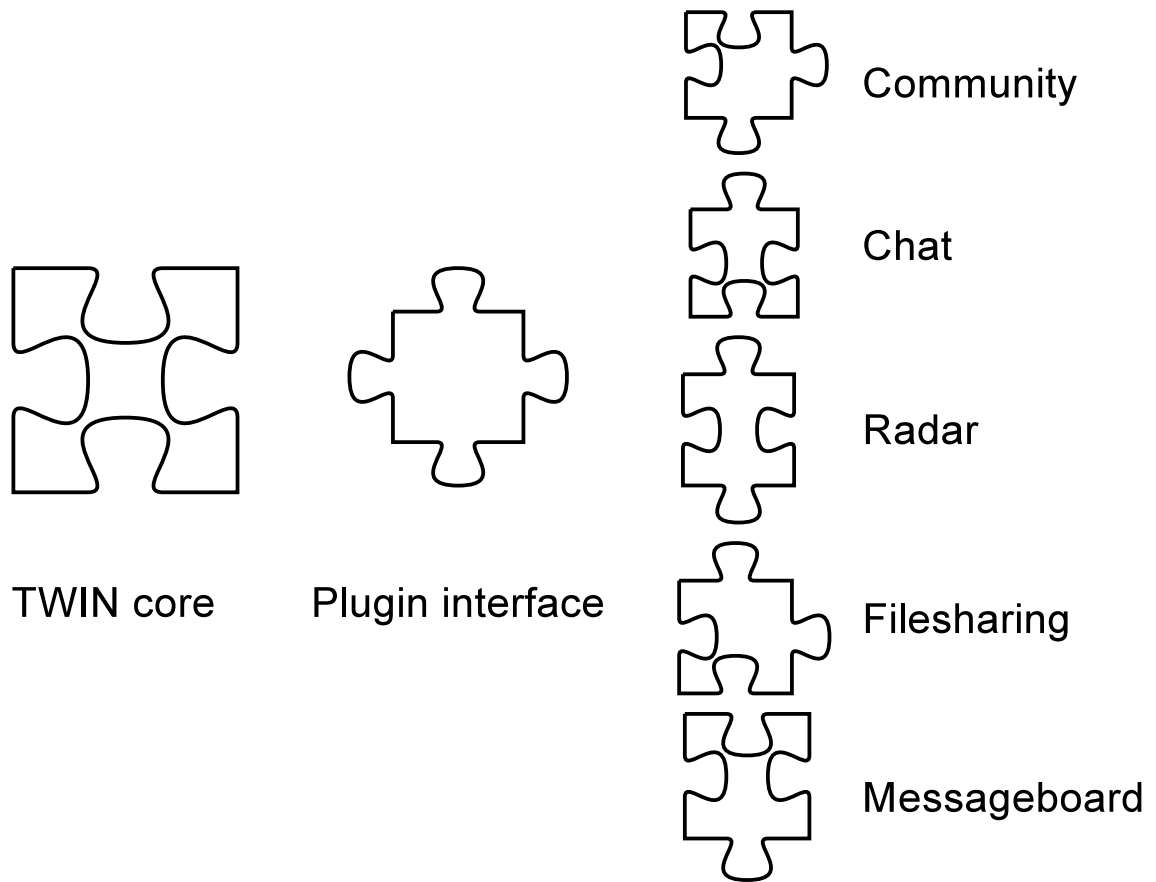 Community
Chat
Radar
TWIN core
Plugin interface
Filesharing
Messageboard